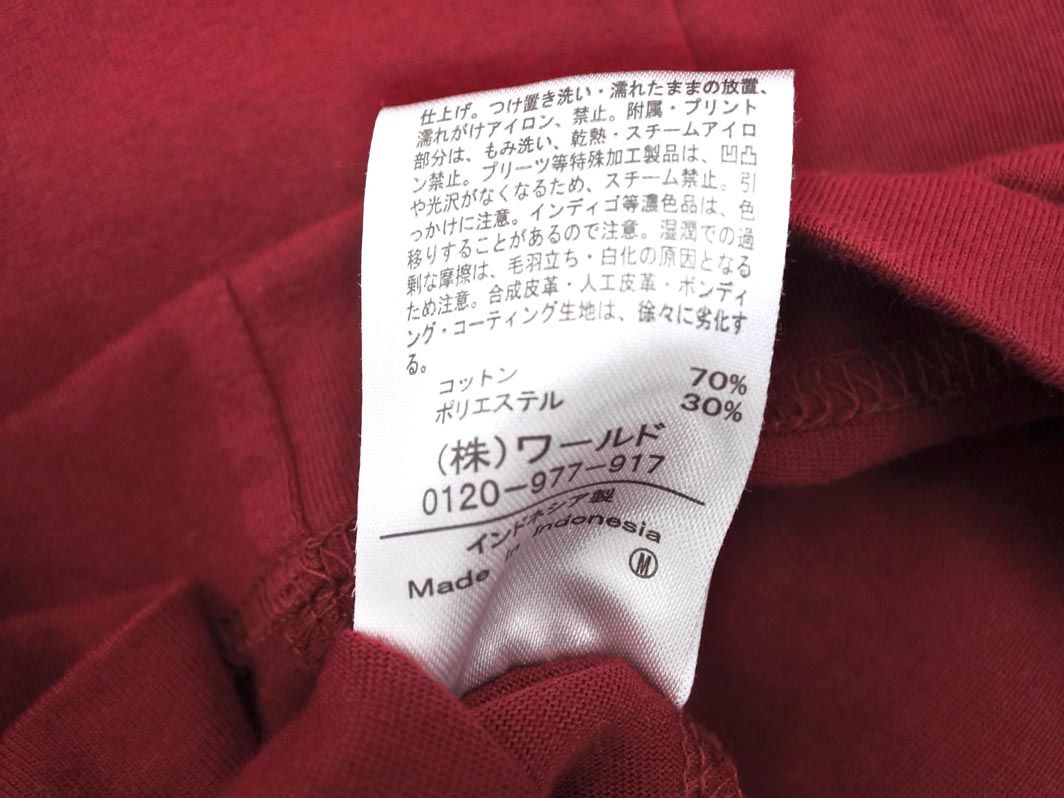 仕上げ。つけ置き洗い・濡れたままの放置、
濡れがけアイロン、禁止。附属・プリント
部分は、もみ洗い、乾熱・スチームアイロ
ン禁止。プリーツ等特殊加工製品は、凹凸
や光沢がなくなるため、スチーム禁止。引
っかけに注意。インディゴ等濃色品は、色
移りすることがあるので注意。湿潤での過
剰な摩擦は、毛羽立ち・白化の原因となる
ため注意。合成皮革・人工皮革・ボンディ
ング・コーティング生地は、徐々に劣化す
る。
コットン 70%
ポリエステル 30%
(株)ワールド
0120-977-917
インドネシア製
Made in Indonesia
M